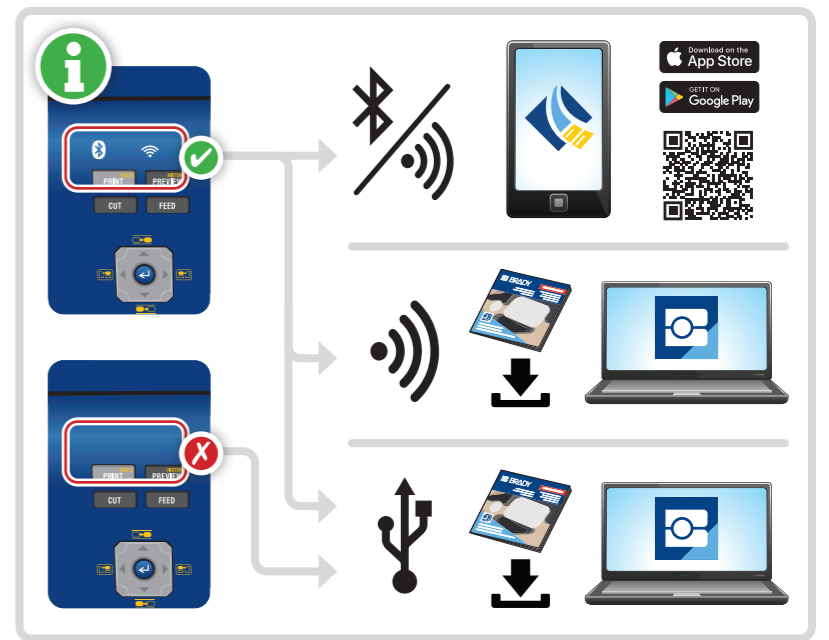 i
PRINT
PREVIEW
CUT
FEED
Download on the
App Store
GET IT ON
Google Play
BRADY
PRINT
PREVIEW
CUT
FEED
BRADY